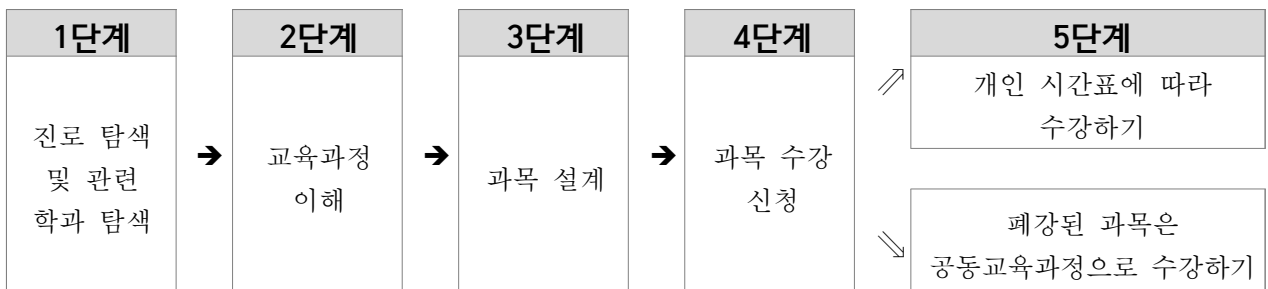 1단계
진로 탐색
및 관련
학과 탐색
➔
2단계
교육과정
이해
➔
3단계
과목 설계
➔
4단계
과목 수강
신청
⇗
⇘
5단계
개인 시간표에 따라
수강하기
폐강된 과목은
공동교육과정으로 수강하기